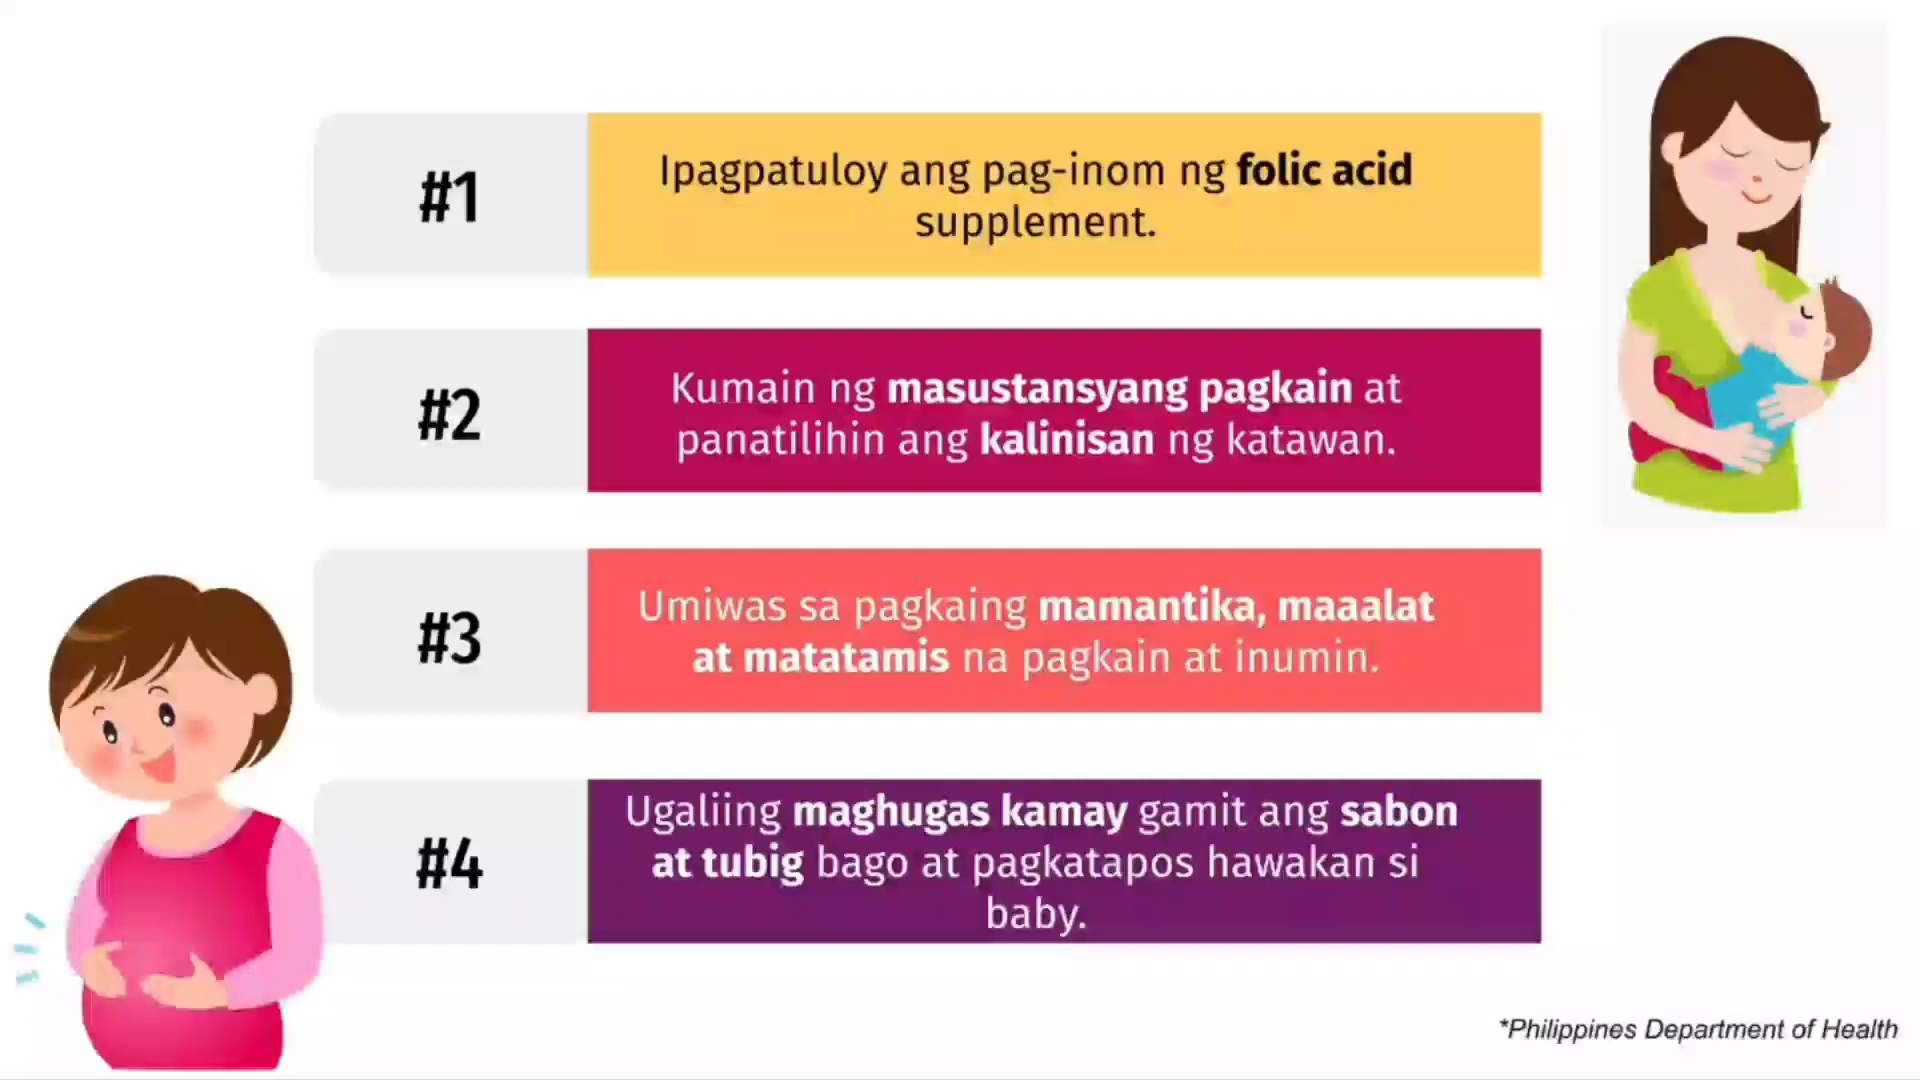 #1
Ipagpatuloy ang pag-inom ng folic acid
supplement.
#2
Kumain ng masustansyang pagkain at
panatilihin ang kalinisan ng katawan.
#3
Umiwas sa pagkaing mamantika, maaalat
at matatamis na pagkain at inumin.
#4
Ugaliing maghugas kamay gamit ang sabon
at tubig bago at pagkatapos hawakan si
baby.
*Philippines Department of Health